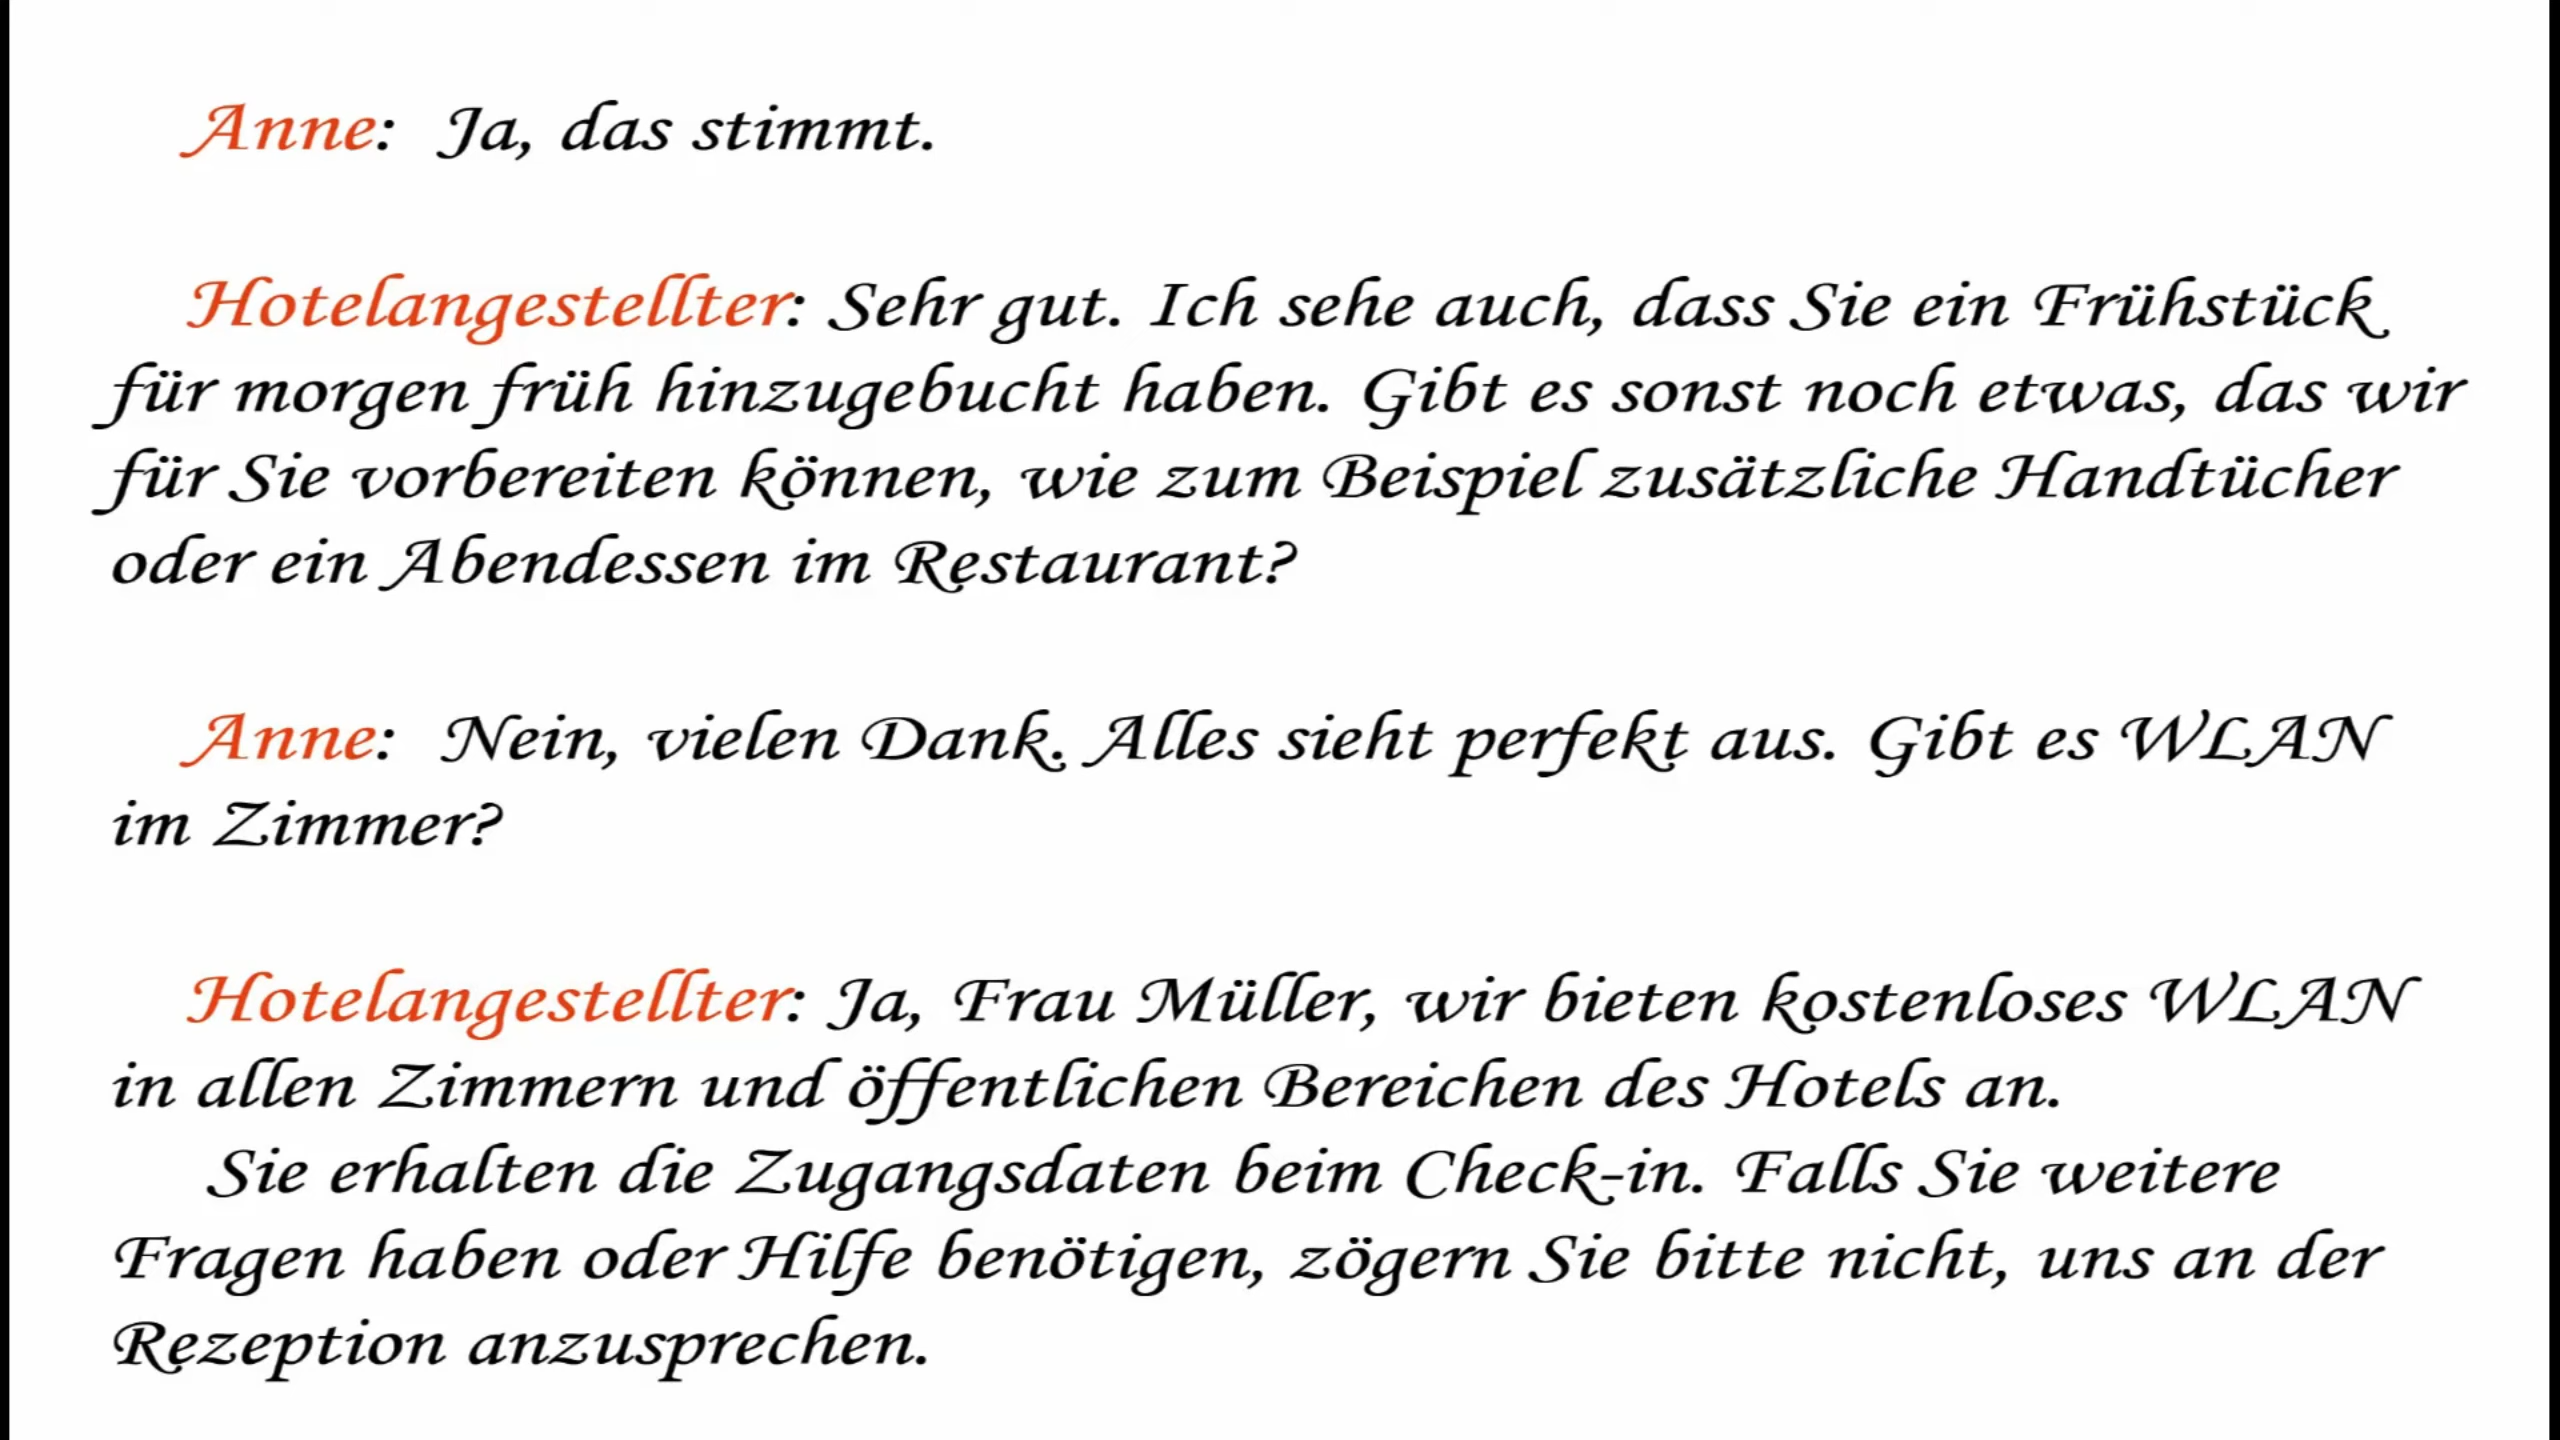 Anne: Ja, das stimmt.
Hotelangestellter: Sehr gut. Ich sehe auch, dass Sie ein Frühstück
für morgen früh hinzugebucht haben. Gibt es sonst noch etwas, das wir
für Sie vorbereiten können, wie zum Beispiel zusätzliche Handtücher
oder ein Abendessen im Restaurant?
Anne: Nein, vielen Dank. Alles sieht perfekt aus. Gibt es WLAN
im Zimmer?
Hotelangestellter: Ja, Frau Müller, wir bieten kostenloses WLAN
in allen Zimmern und öffentlichen Bereichen des Hotels an.
Sie erhalten die Zugangsdaten beim Check-in. Falls Sie weitere
Fragen haben oder Hilfe benötigen, zögern Sie bitte nicht, uns an der
Rezeption anzusprechen.